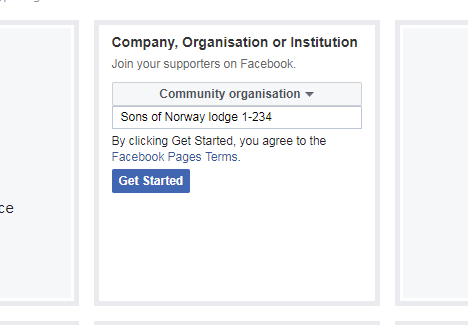 Company, Organisation or Institution
Join your supporters on Facebook.
Community organisation
Sons of Norway lodge 1-234
By clicking Get Started, you agree to the
Facebook Pages Terms.
Get Started
ce